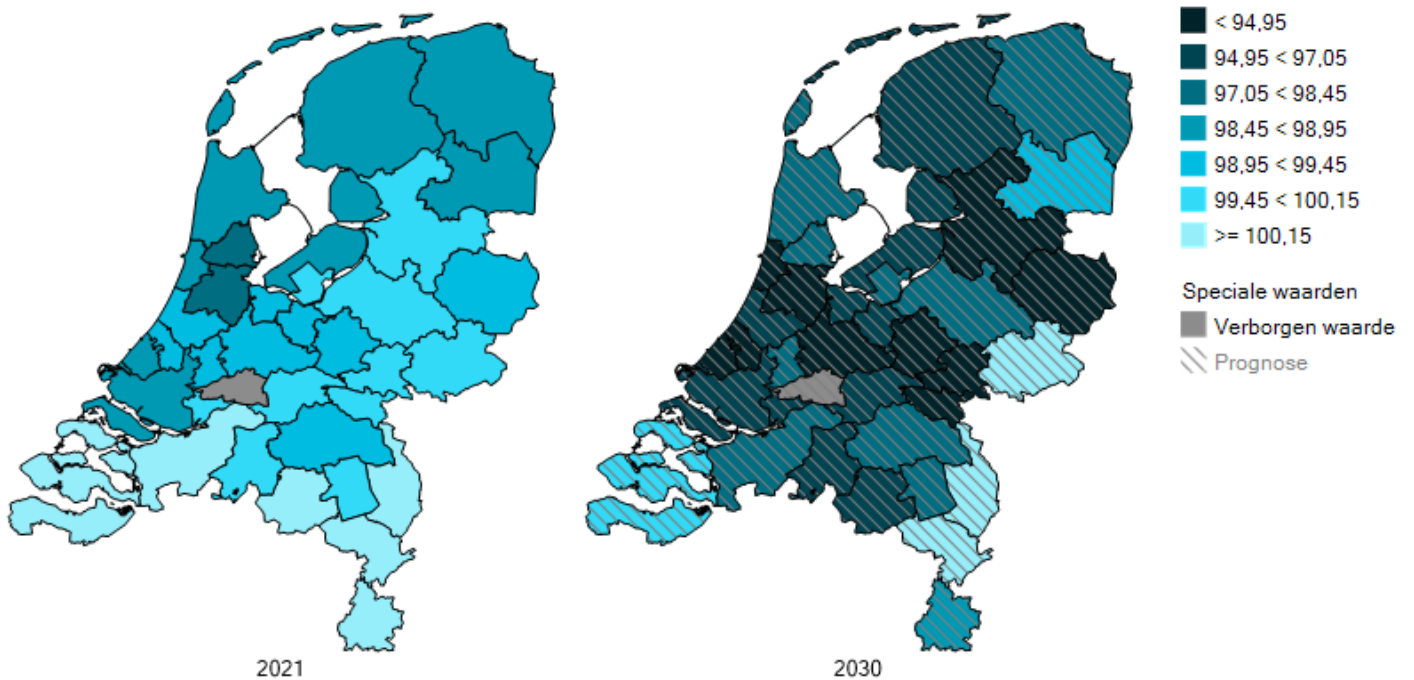 < 94,95
94,95 < 97,05
97,05 < 98,45
98,45 < 98,95
98,95 < 99,45
99,45 < 100,15
>= 100,15
Speciale waarden
Verborgen waarde
Prognose
2021
2030